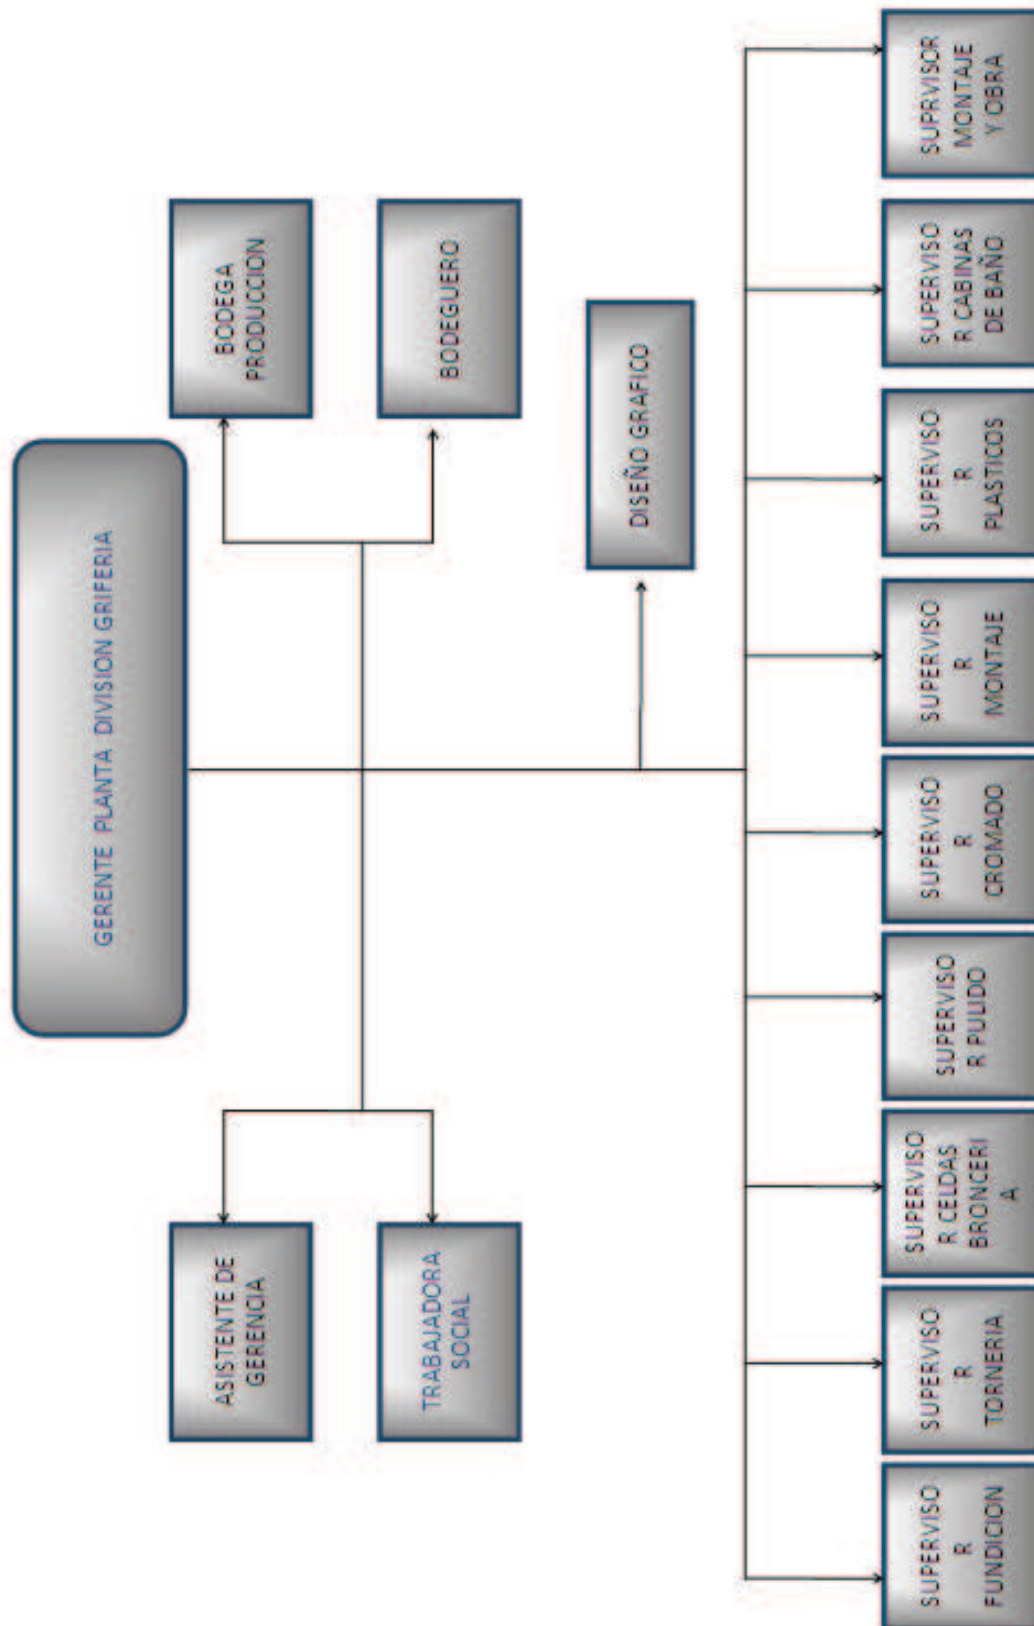 GERENTE PLANTA DIVISION GRIFERIA
ASISTENTE DE
GERENCIA
BODEGA
PRODUCCION
TRABAJADORA
SOCIAL
BODEGUERO
DISEÑO GRAFICO
SUPERVISO
R
FUNDICION
SUPERVISO
R
TORNERIA
SUPERVISO
R CELDAS
BRONCERI
A
SUPERVISO
R PULIDO
SUPERVISO
R
CROMADO
SUPERVISO
R
MONTAJE
SUPERVISO
R
PLASTICOS
SUPERVISO
R CABINAS
DE BAÑO
SUPRVISOR
MONTAJE
Y OBRA